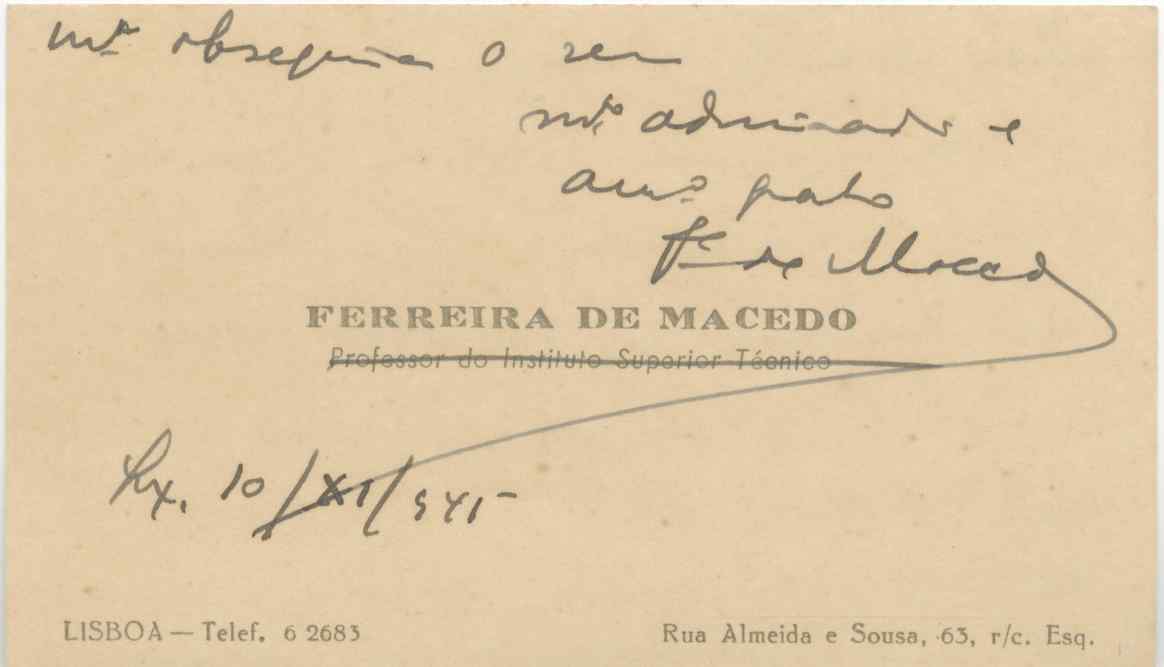 mt.º obsequia o seu
mt.º admirador e
am.º grato
F. de Macedo
FERREIRA DE MACEDO
Professor do Instituto Superior Técnico
Lx. 10/XI/945
LISBOA — Telef. 6 2683
Rua Almeida e Sousa, 63, r/c. Esq.